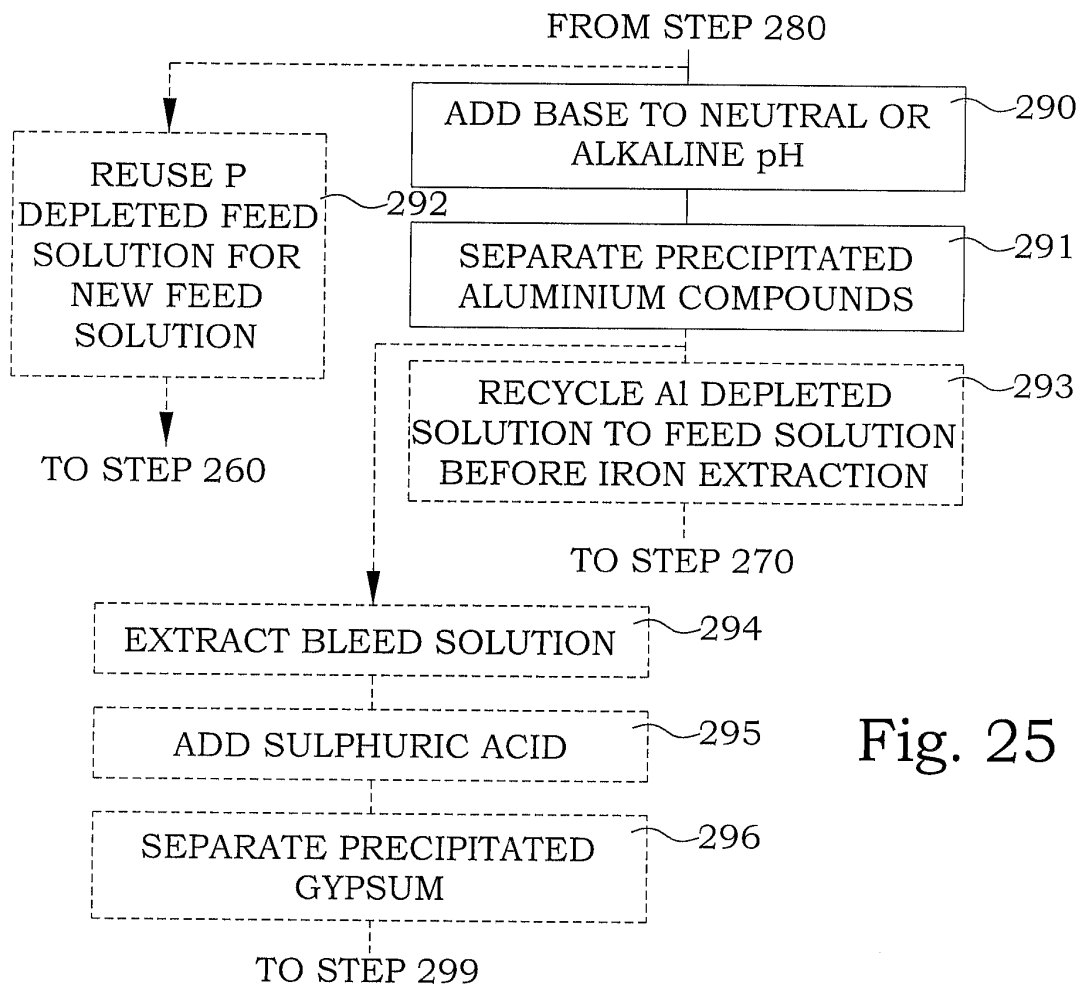 FROM STEP 280
ADD BASE TO NEUTRAL OR
ALKALINE pH
290
REUSE P
DEPLETED FEED
SOLUTION FOR
NEW FEED
SOLUTION
292
SEPARATE PRECIPITATED
ALUMINIUM COMPOUNDS
291
RECYCLE Al DEPLETED
SOLUTION TO FEED SOLUTION
BEFORE IRON EXTRACTION
293
TO STEP 260
TO STEP 270
EXTRACT BLEED SOLUTION
294
ADD SULPHURIC ACID
295
Fig. 25
SEPARATE PRECIPITATED
GYPSUM
296
TO STEP 299